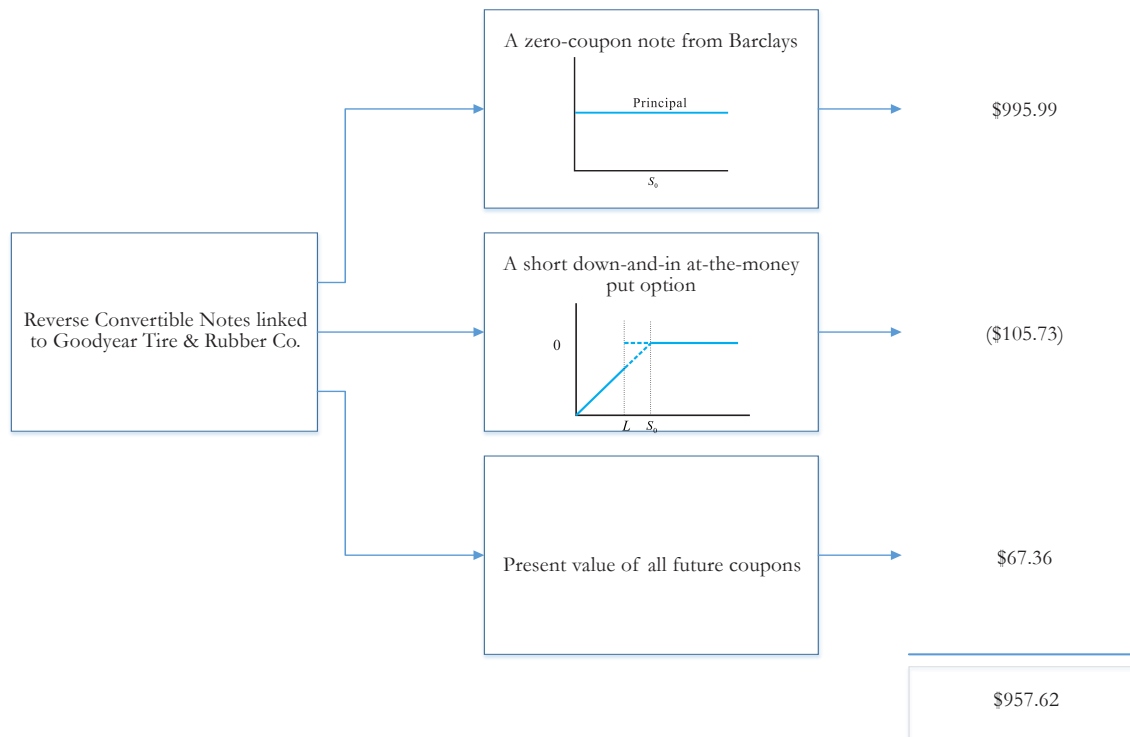 A zero-coupon note from Barclays
Principal
S₀
$995.99
Reverse Convertible Notes linked
to Goodyear Tire & Rubber Co.
A short down-and-in at-the-money
put option
0
L S₀
($105.73)
Present value of all future coupons
$67.36
$957.62